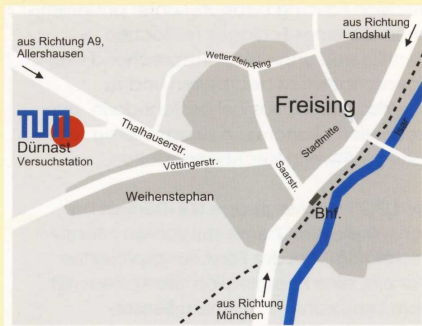 aus Richtung
Landshut
aus Richtung A9,
Allershausen
Wetterstein-Ring
Freising
Stadtmitte
Isar
TUM
Dürnast
Versuchstation
Thalhauserstr.
Vöttingerstr.
Saarstr.
Weihenstephan
Bhf.
aus Richtung
München